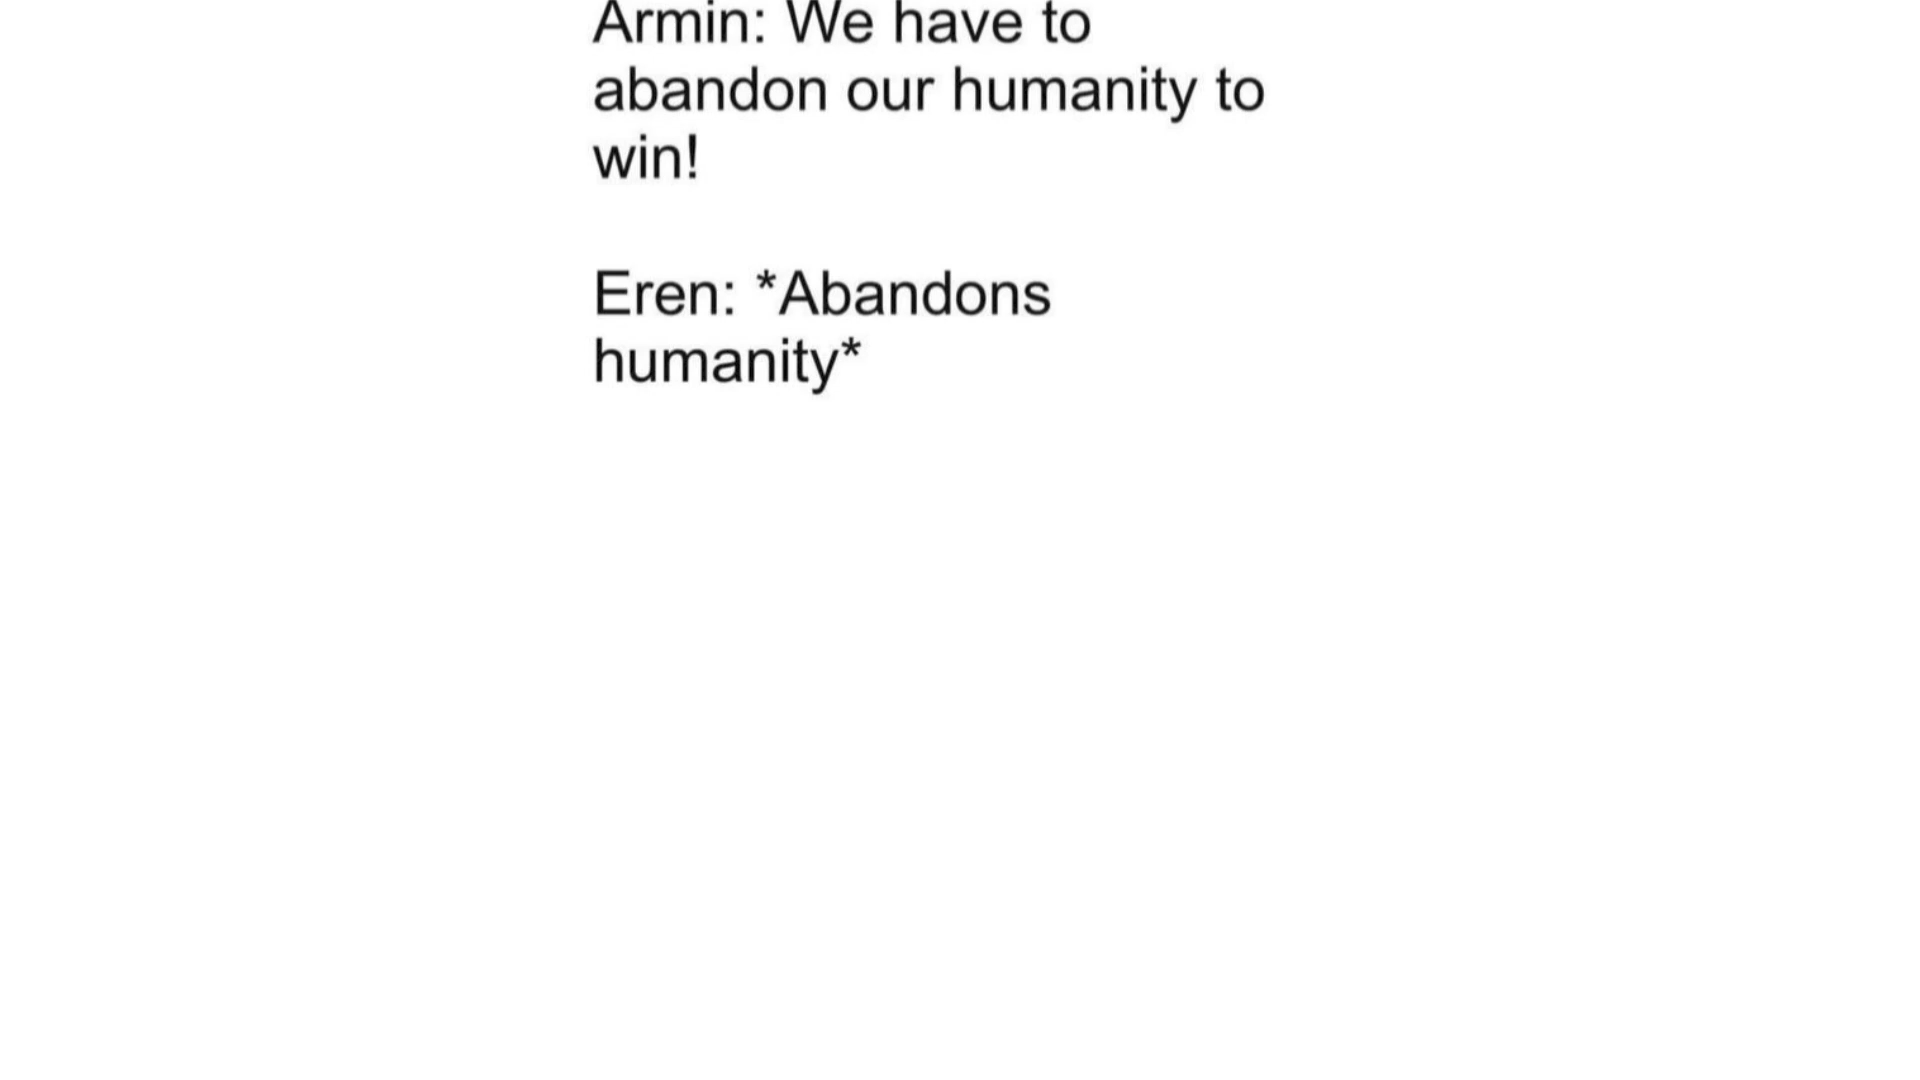 Armin: We have to
abandon our humanity to
win!
Eren: *Abandons
humanity*